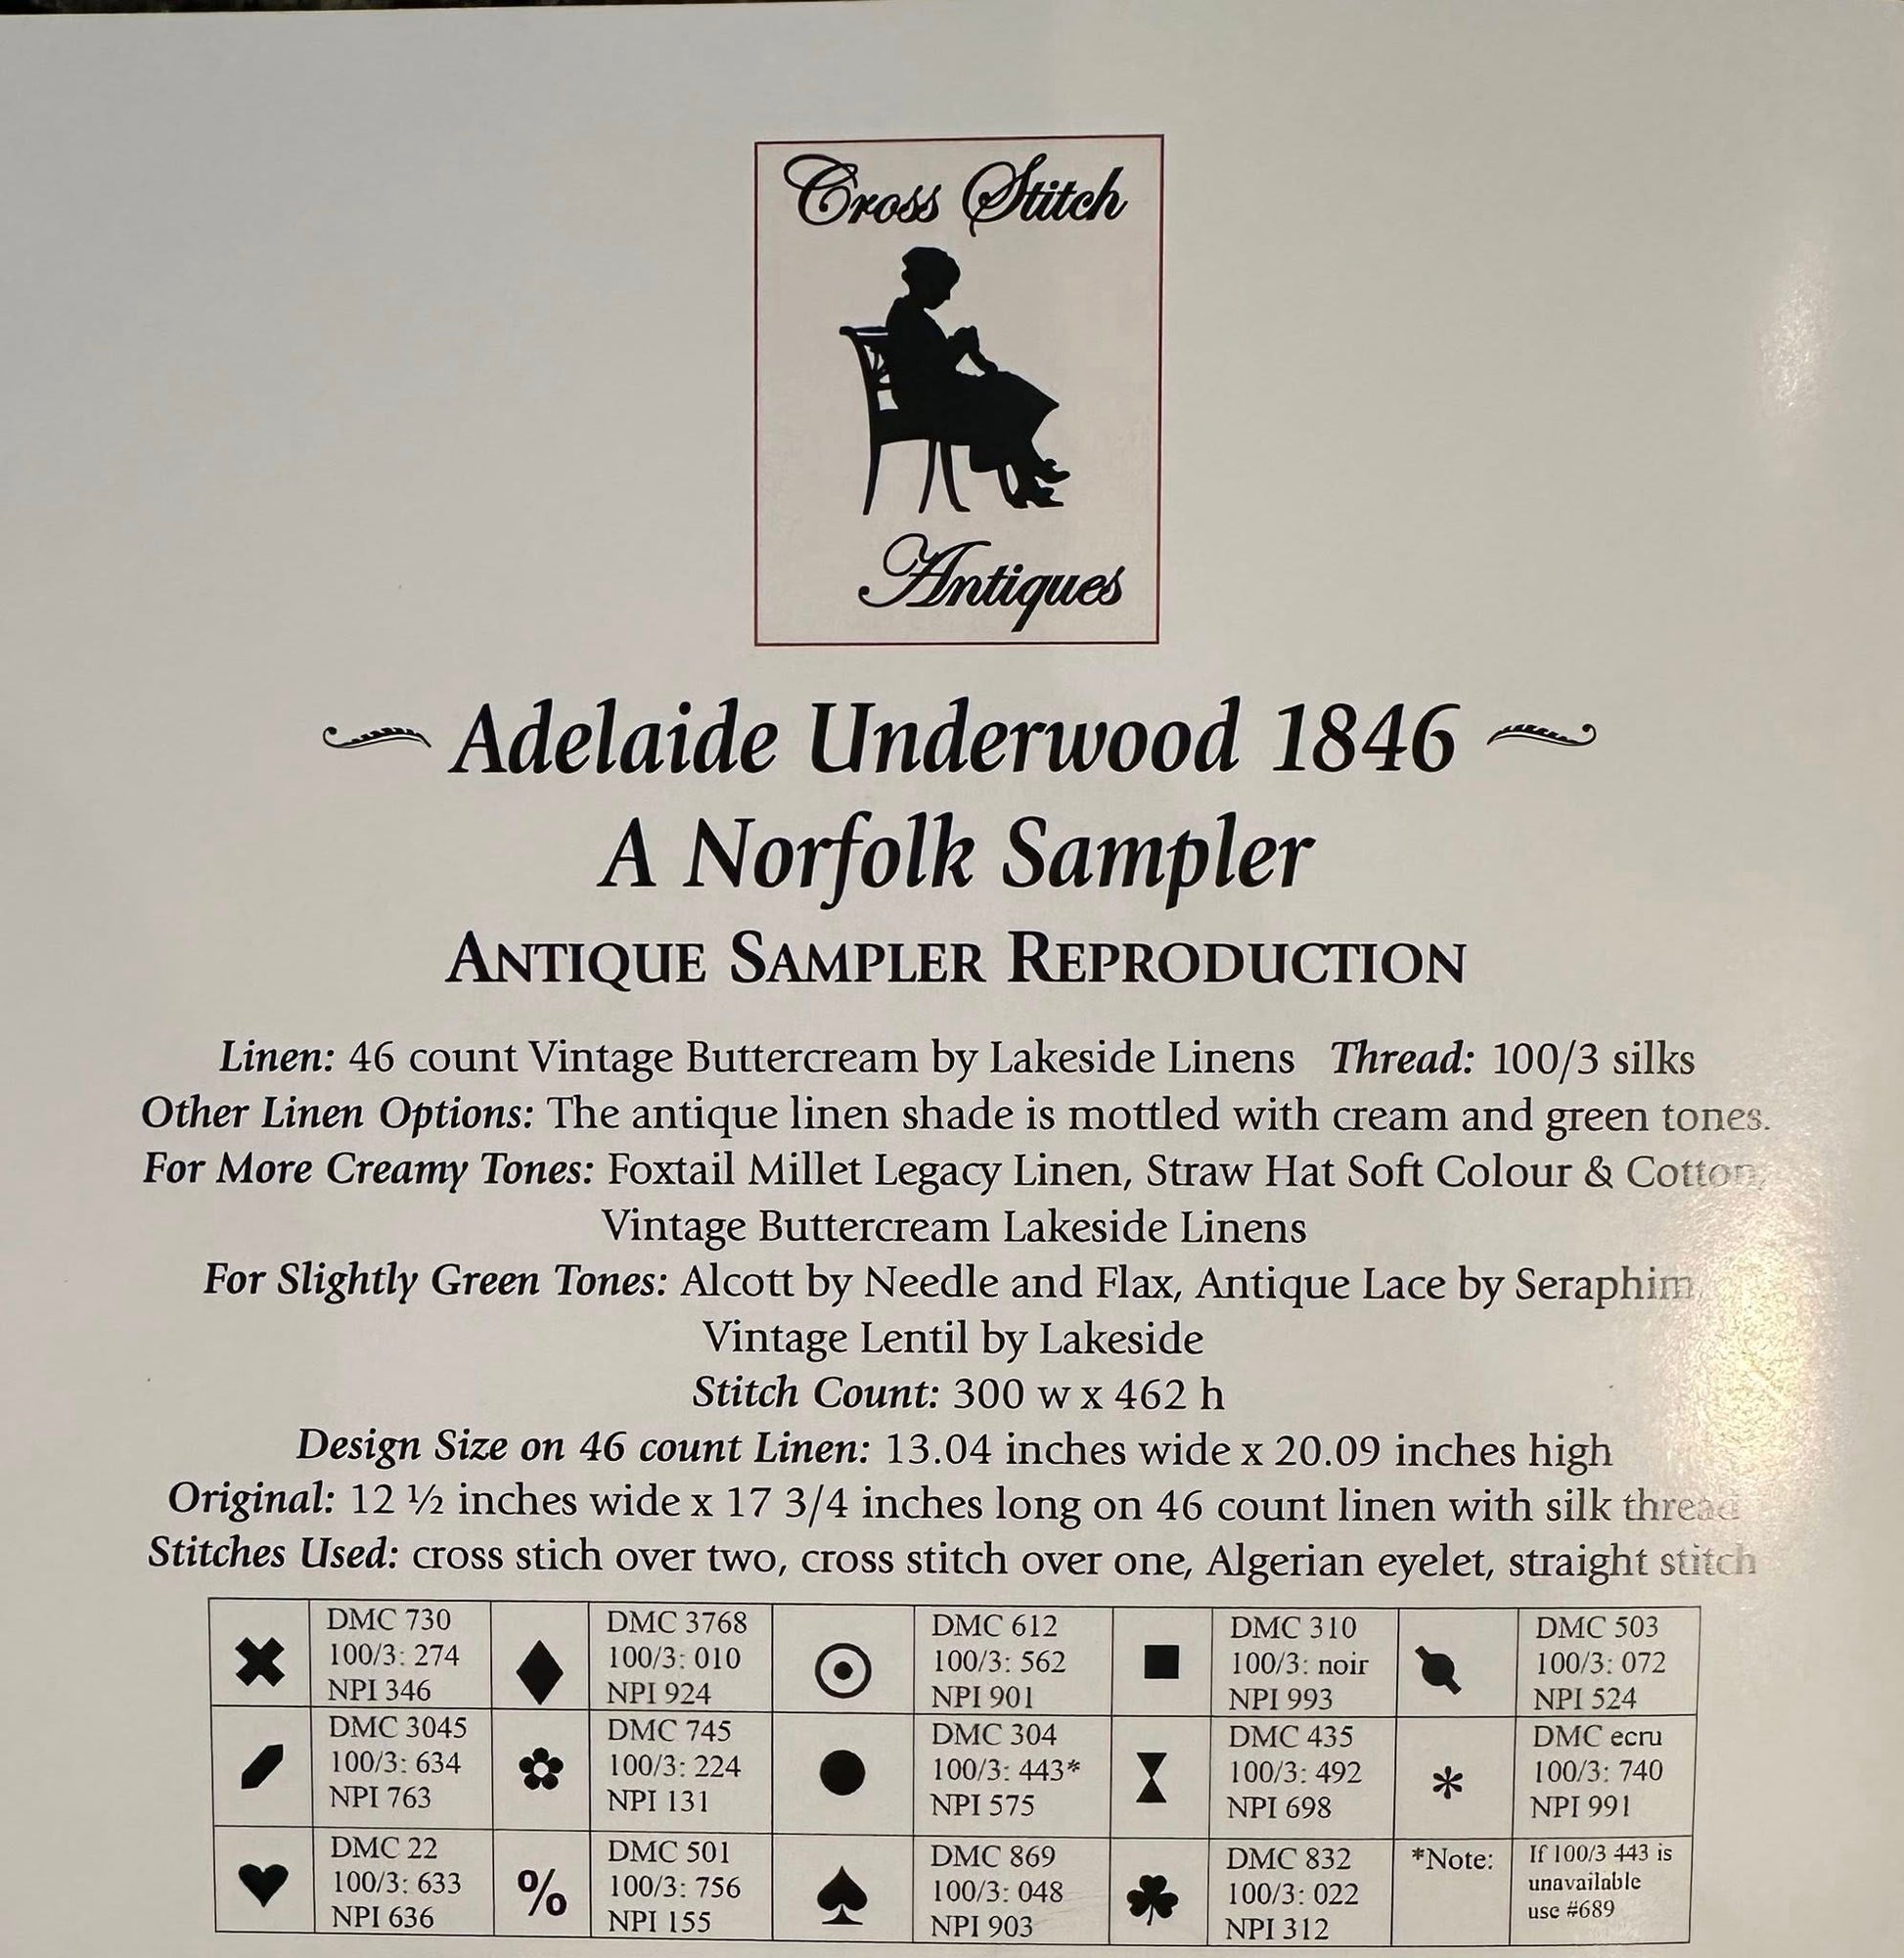 Cross Stitch
Antiques
Adelaide Underwood 1846
A Norfolk Sampler
ANTIQUE SAMPLER REPRODUCTION
Linen: 46 count Vintage Buttercream by Lakeside Linens Thread: 100/3 silks
Other Linen Options: The antique linen shade is mottled with cream and green tones.
For More Creamy Tones: Foxtail Millet Legacy Linen, Straw Hat Soft Colour & Cotton,
Vintage Buttercream Lakeside Linens
For Slightly Green Tones: Alcott by Needle and Flax, Antique Lace by Seraphim,
Vintage Lentil by Lakeside
Stitch Count: 300 w x 462 h
Design Size on 46 count Linen: 13.04 inches wide x 20.09 inches high
Original: 12 ½ inches wide x 17 3/4 inches long on 46 count linen with silk thread
Stitches Used: cross stich over two, cross stitch over one, Algerian eyelet, straight stitch
DMC 730
100/3: 274
NPI 346
DMC 3768
100/3: 010
NPI 924
DMC 612
100/3: 562
NPI 901
DMC 310
100/3: noir
NPI 993
DMC 503
100/3: 072
NPI 524
DMC 3045
100/3: 634
NPI 763
DMC 745
100/3: 224
NPI 131
DMC 304
100/3: 443*
NPI 575
DMC 435
100/3: 492
NPI 698
*
DMC ecru
100/3: 740
NPI 991
DMC 22
100/3: 633
NPI 636
%
DMC 501
100/3: 756
NPI 155
DMC 869
100/3: 048
NPI 903
DMC 832
100/3: 022
NPI 312
*Note:
If 100/3 443 is
unavailable
use #689